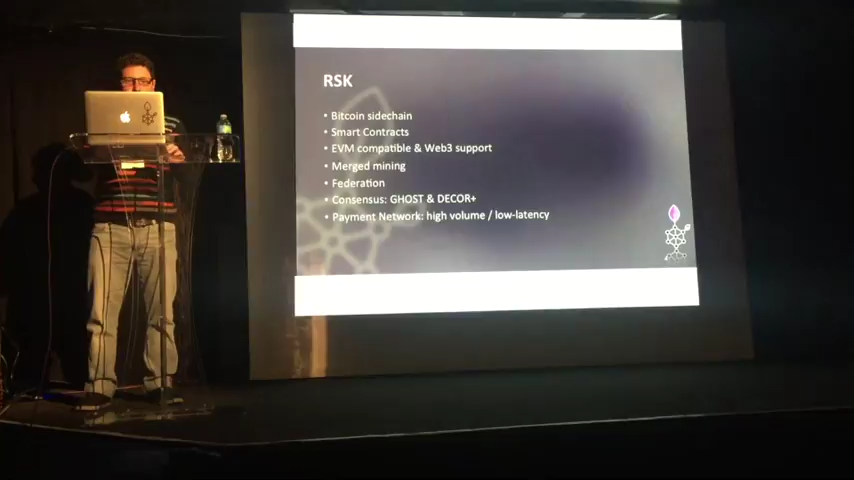 RSK
• Bitcoin sidechain
• Smart Contracts
• EVM compatible & Web3 support
• Merged mining
• Federation
• Consensus: GHOST & DECOR+
• Payment Network: high volume / low-latency